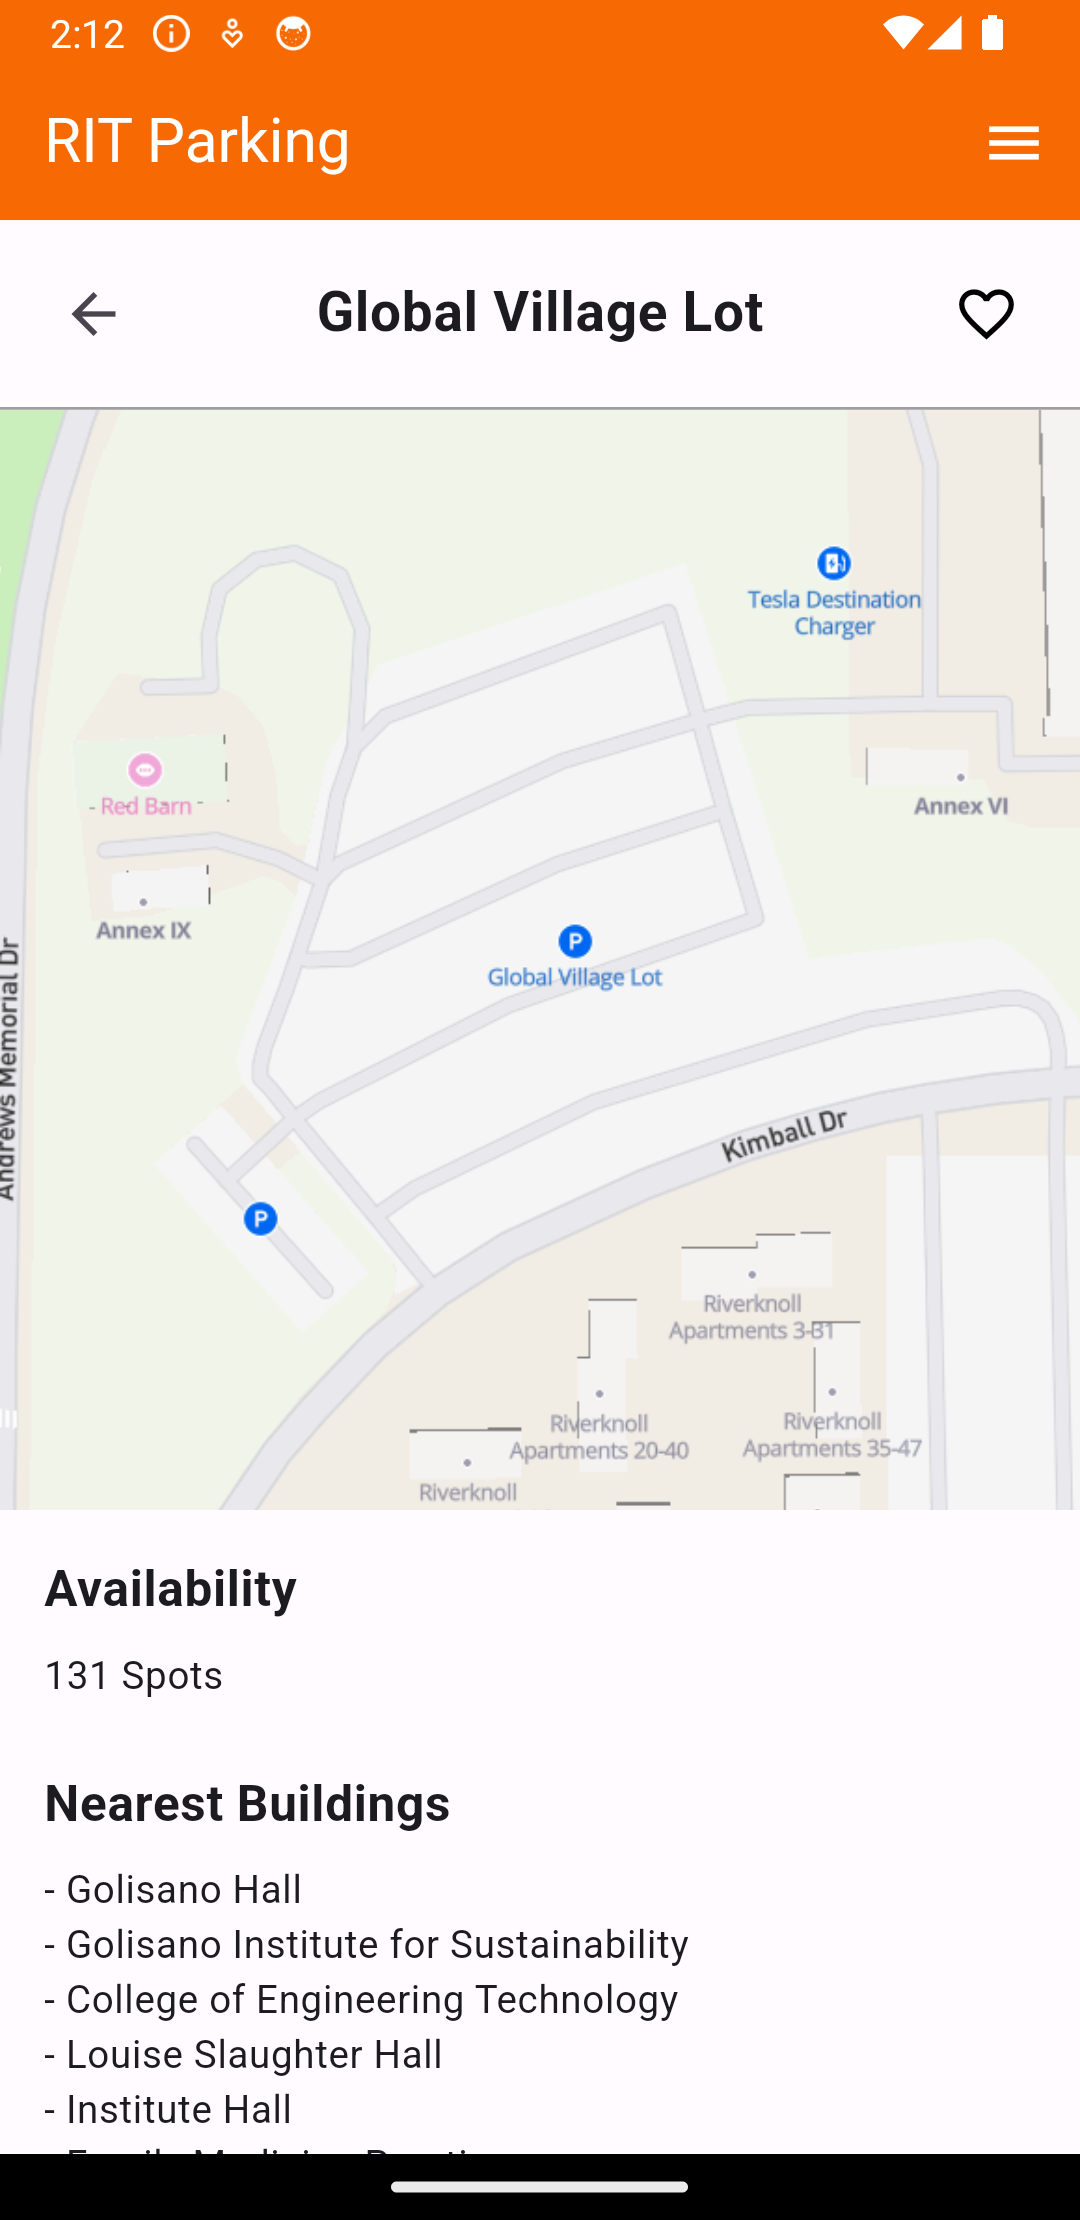 2:12
RIT Parking
Global Village Lot
Tesla Destination
Charger
Red Barn
Annex VI
Annex IX
Global Village Lot
Andrews Memorial Dr
Kimball Dr
Riverknoll
Apartments 3-31
Riverknoll
Apartments 20-40
Riverknoll
Apartments 35-47
Riverknoll
Availability
131 Spots
Nearest Buildings
- Golisano Hall
- Golisano Institute for Sustainability
- College of Engineering Technology
- Louise Slaughter Hall
- Institute Hall